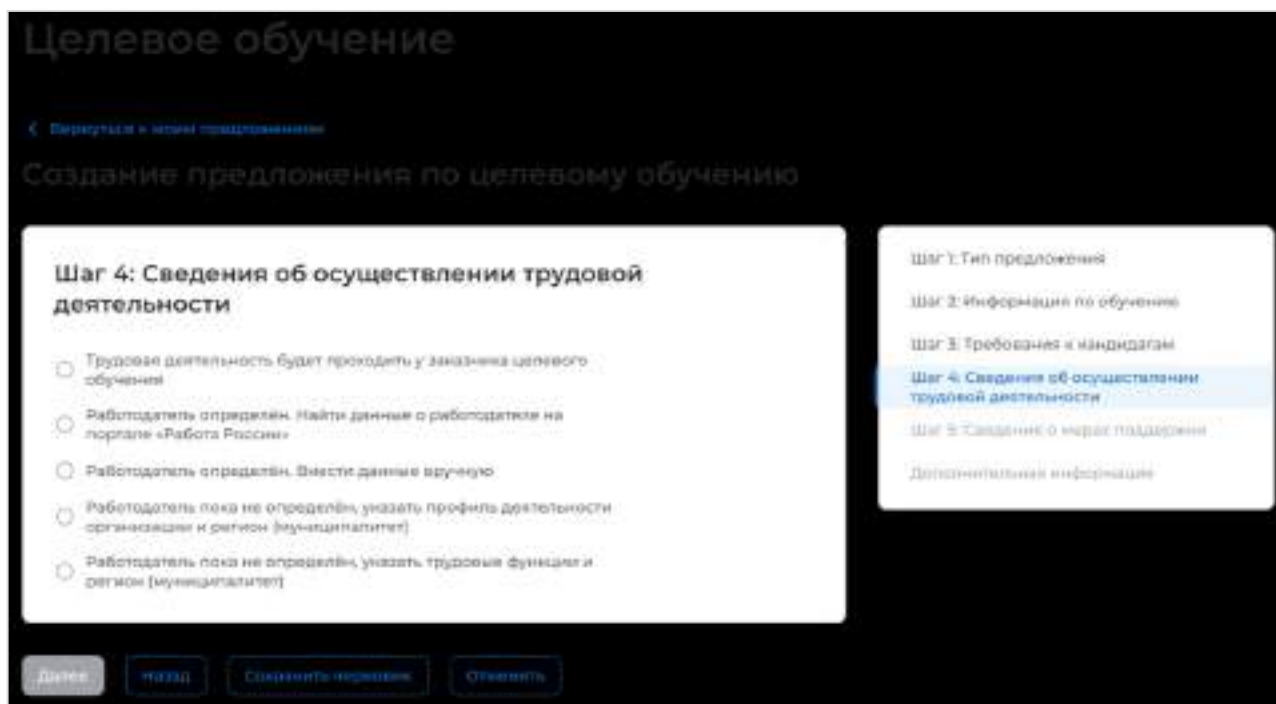 Целевое обучение
Вернуться к моим предложениям
Создание предложения по целевому обучению
Шаг 4: Сведения об осуществлении трудовой
деятельности
Трудовая деятельность будет проходить у заказчика целевого
обучения
Работодатель определён. Найти данные о работодателе на
портале «Работа России»
Работодатель определён. Внести данные вручную
Работодатель пока не определён, указать профиль деятельности
организации и регион (муниципалитет)
Работодатель пока не определён, указать трудовые функции и
регион (муниципалитет)
Далее
Назад
Сохранить черновик
Отменить
Шаг 1: Тип предложения
Шаг 2: Информация по обучению
Шаг 3: Требования к кандидатам
Шаг 4: Сведения об осуществлении
трудовой деятельности
Шаг 5: Сведения о мерах поддержки
Дополнительная информация